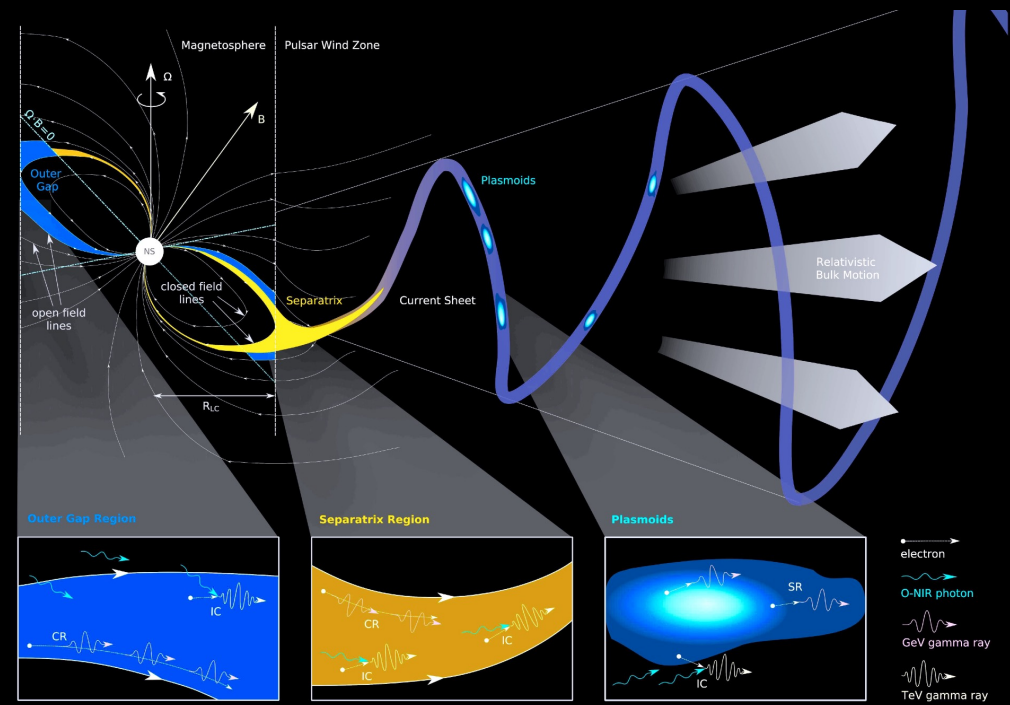 Magnetosphere
Pulsar Wind Zone
Ω
B
Ω·B=0
Outer
Gap
Plasmoids
NS
closed field
lines
Separatrix
Current Sheet
Relativistic
Bulk Motion
open field
lines
RLC
Outer Gap Region
Separatrix Region
Plasmoids
IC
CR
CR
IC
IC
SR
IC
electron
O-NIR photon
GeV gamma ray
TeV gamma ray